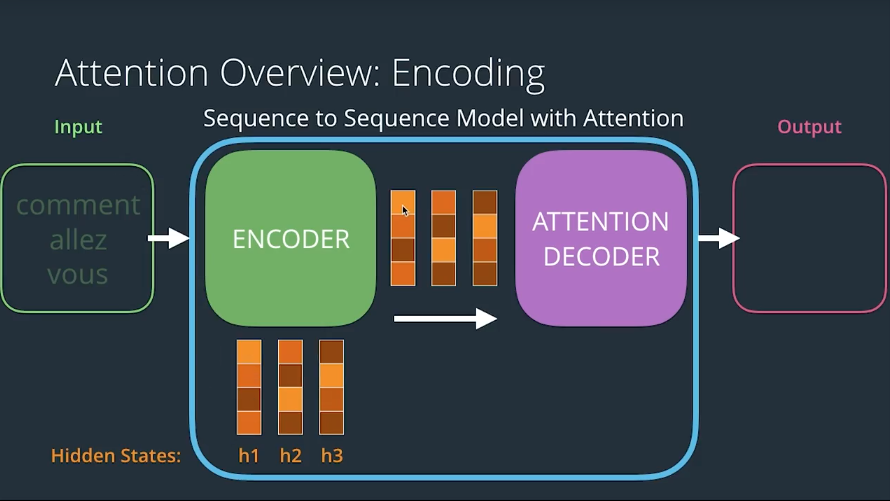 Attention Overview: Encoding
Sequence to Sequence Model with Attention
Input
Output
comment
allez
vous
ENCODER
ATTENTION
DECODER
Hidden States:
h1 h2 h3